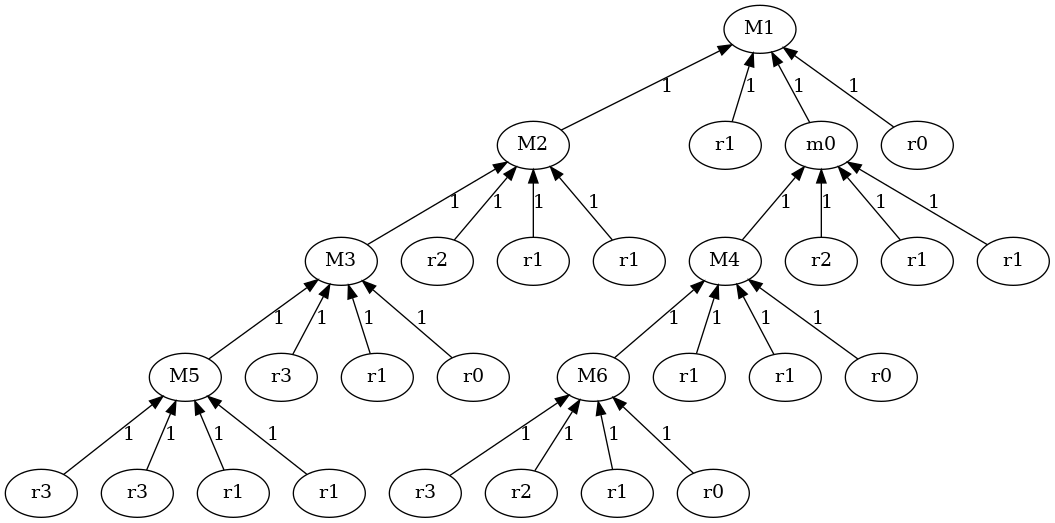 M1
1 1 1 1
M2 r1 m0 r0
1 1 1 1 1 1 1 1
M3 r2 r1 r1 M4 r2 r1 r1
1 1 1 1 1 1 1 1
M5 r3 r1 r0 M6 r1 r1 r0
1 1 1 1 1 1 1 1
r3 r3 r1 r1 r3 r2 r1 r0